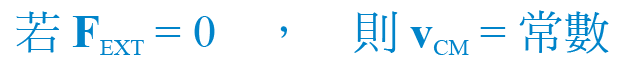 若 F_EXT = 0 , 則 v_CM = 常數